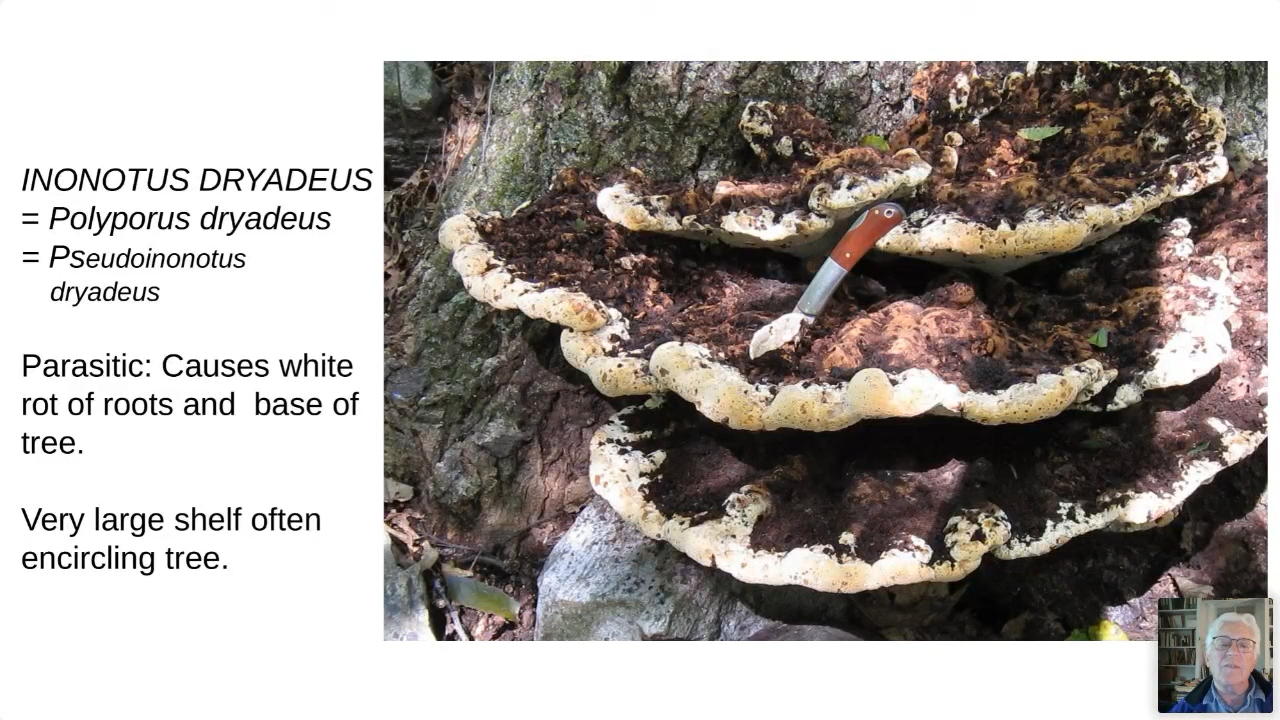 INONOTUS DRYADEUS
= Polyporus dryadeus
= Pseudoinonotus
dryadeus
Parasitic: Causes white
rot of roots and  base of
tree.
Very large shelf often
encircling tree.